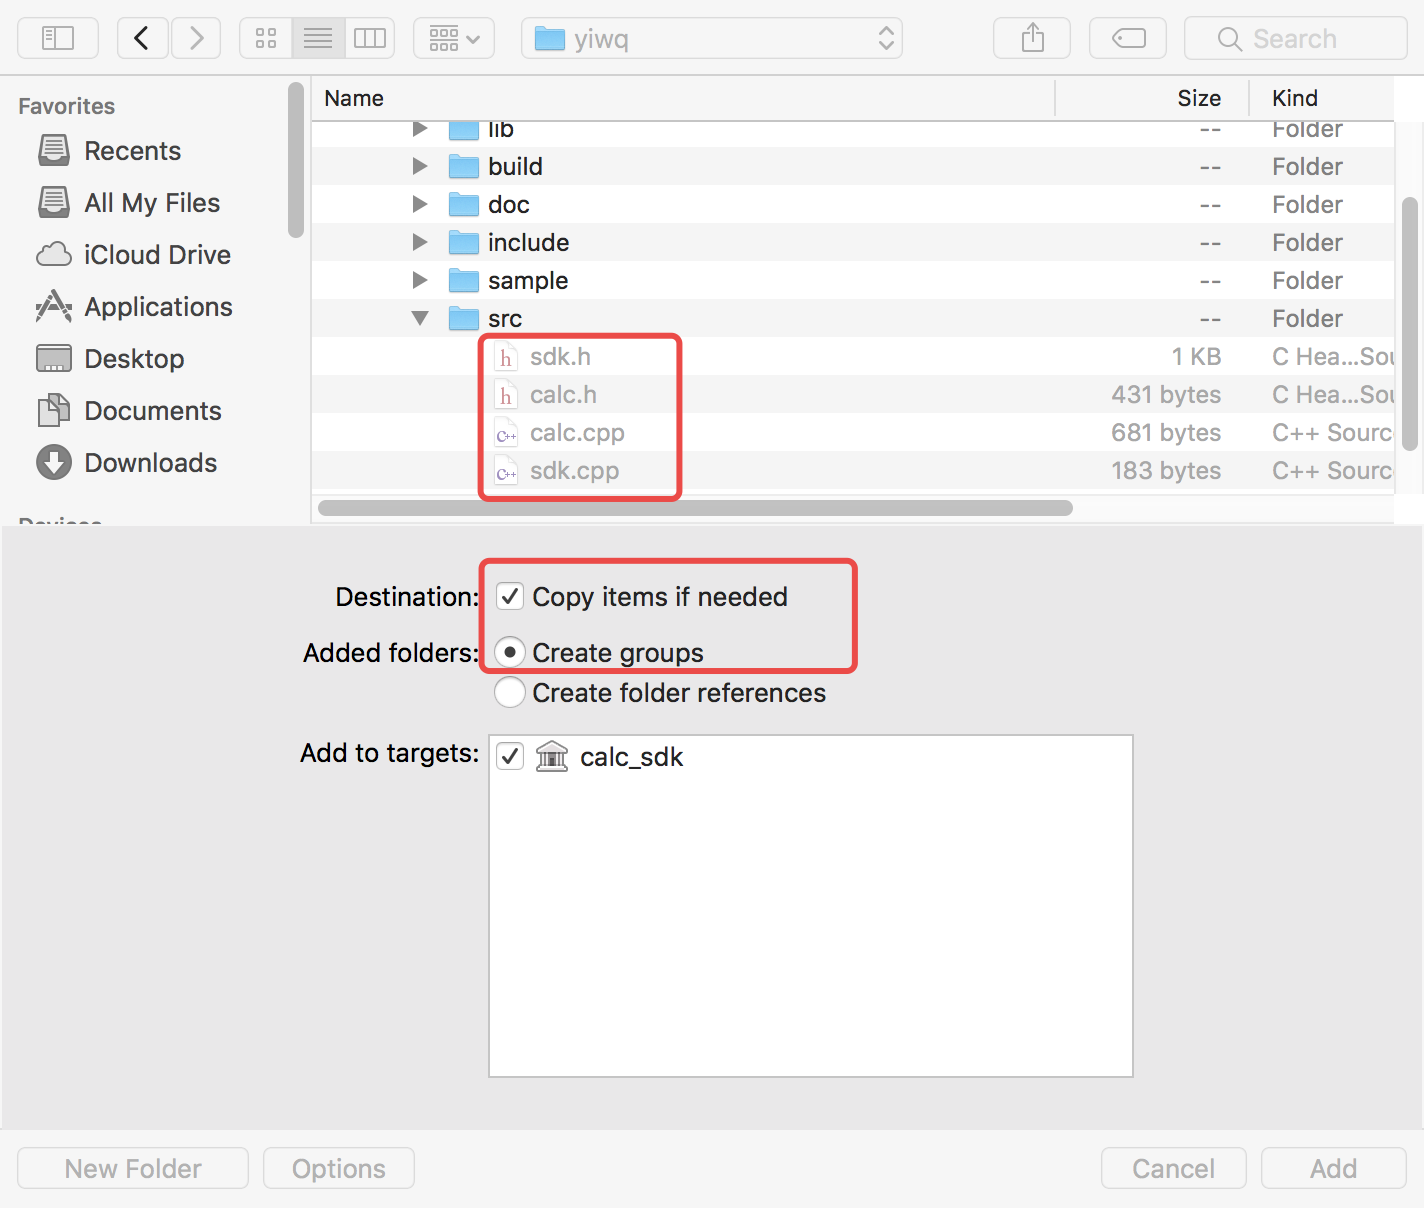 yiwq
Search
Favorites
Recents
All My Files
iCloud Drive
Applications
Desktop
Documents
Downloads
Devices
Name Size Kind
lib -- Folder
build -- Folder
doc -- Folder
include -- Folder
sample -- Folder
src -- Folder
sdk.h 1 KB C Hea...Sou
calc.h 431 bytes C Hea...Sou
calc.cpp 681 bytes C++ Sourc
sdk.cpp 183 bytes C++ Sourc
Destination: Copy items if needed
Added folders: Create groups
Create folder references
Add to targets: calc_sdk
New Folder Options Cancel Add